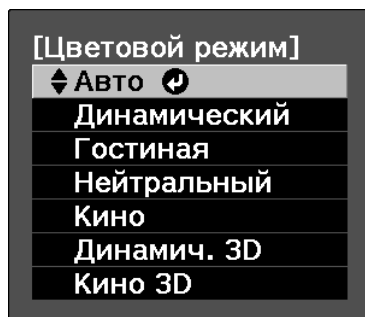 [Цветовой режим]
Авто
Динамический
Гостиная
Нейтральный
Кино
Динамич. 3D
Кино 3D